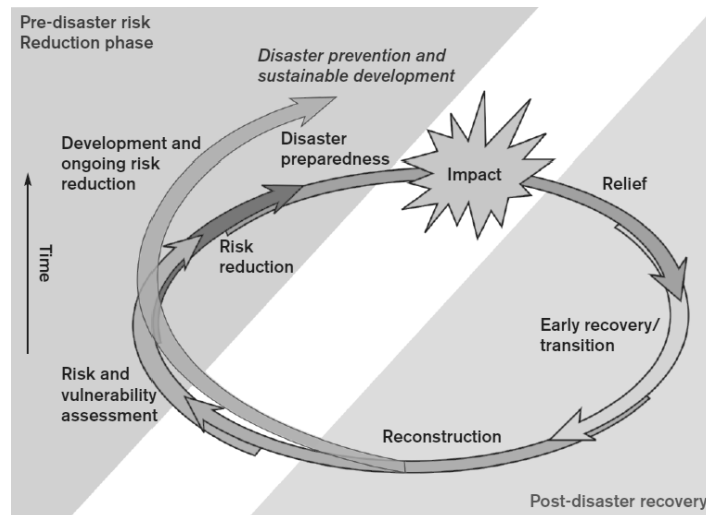 Pre-disaster risk
Reduction phase
Disaster prevention and
sustainable development
Development and
ongoing risk
reduction
Disaster
preparedness
Impact
Relief
Time
Risk
reduction
Early recovery/
transition
Risk and
vulnerability
assessment
Reconstruction
Post-disaster recovery